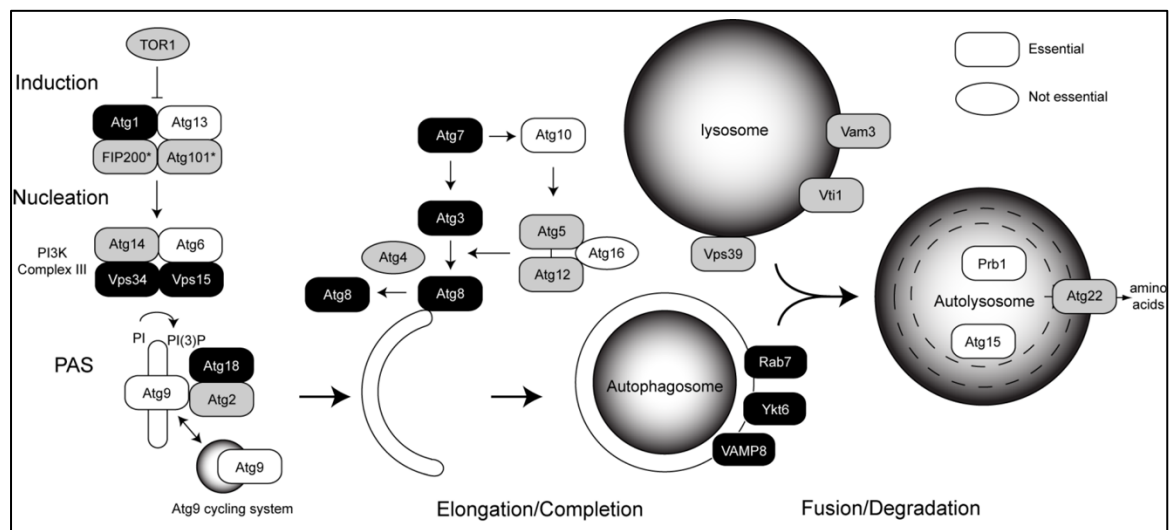 TOR1
Induction
Atg1 Atg13
FIP200* Atg101*
Nucleation
PI3K
Complex III
Atg14 Atg6
Vps34 Vps15
PI PI(3)P
PAS
Atg18
Atg9 Atg2
Atg9
Atg9 cycling system
Atg7 Atg10
Atg3
Atg5
Atg16
Atg12
Atg4
Atg8 Atg8
Elongation/Completion
lysosome
Vam3
Vti1
Vps39
Autophagosome
Rab7
Ykt6
VAMP8
Essential
Not essential
Prb1
Autolysosome
Atg22
amino
acids
Atg15
Fusion/Degradation